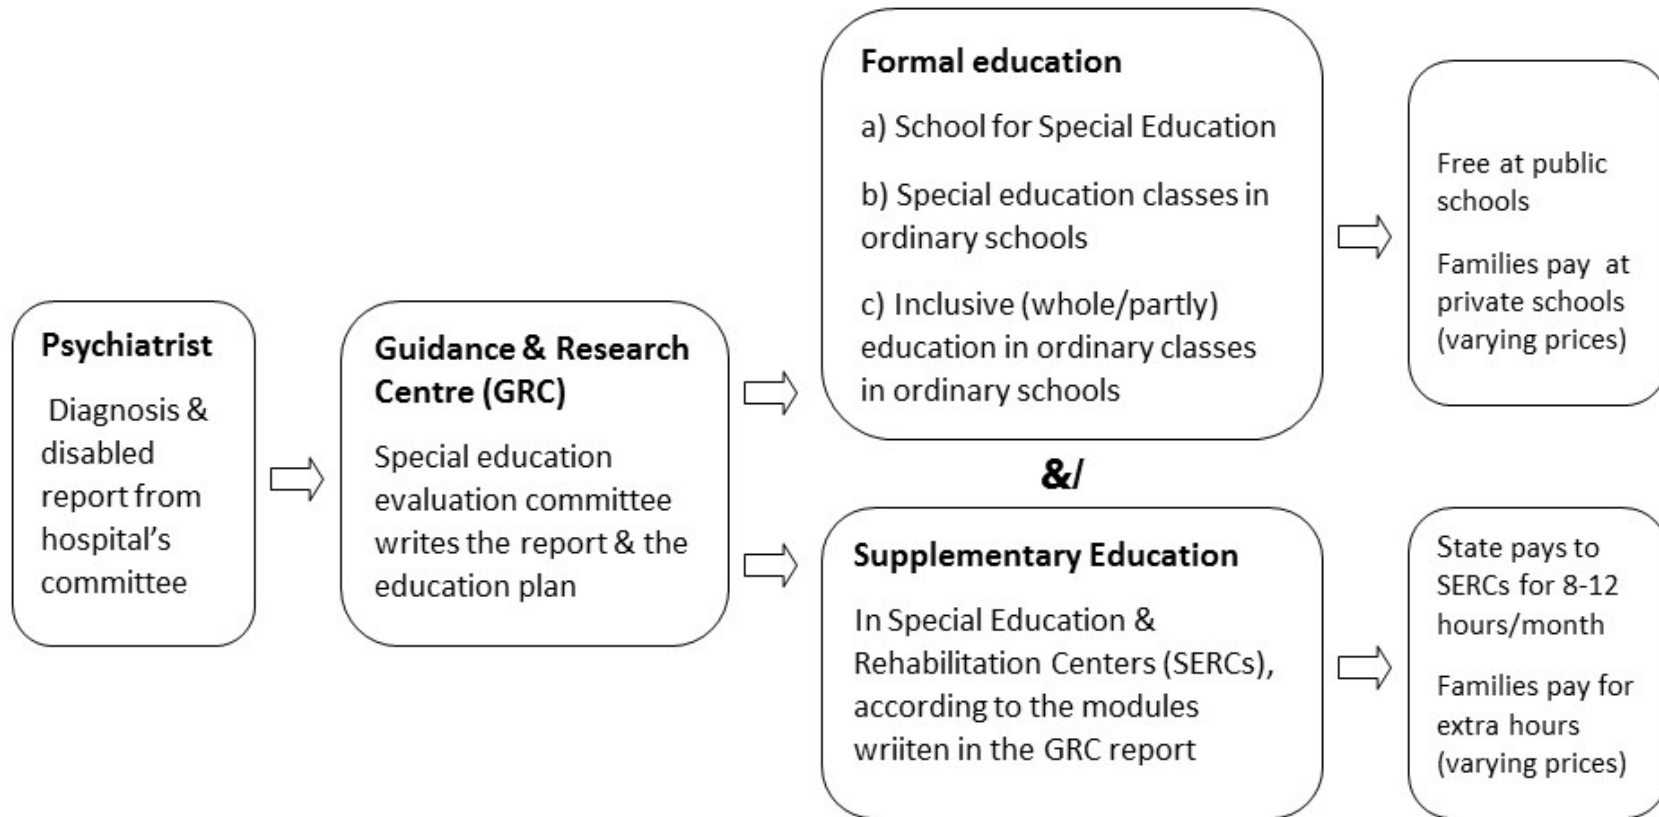 Psychiatrist
Diagnosis &
disabled
report from
hospital's
committee
Guidance & Research
Centre (GRC)
Special education
evaluation committee
writes the report & the
education plan
Formal education
a) School for Special Education
b) Special education classes in
ordinary schools
c) Inclusive (whole/partly)
education in ordinary classes
in ordinary schools
Free at public
schools
Families pay at
private schools
(varying prices)
&/
Supplementary Education
In Special Education &
Rehabilitation Centers (SERCs),
according to the modules
wriiten in the GRC report
State pays to
SERCs for 8-12
hours/month
Families pay for
extra hours
(varying prices)